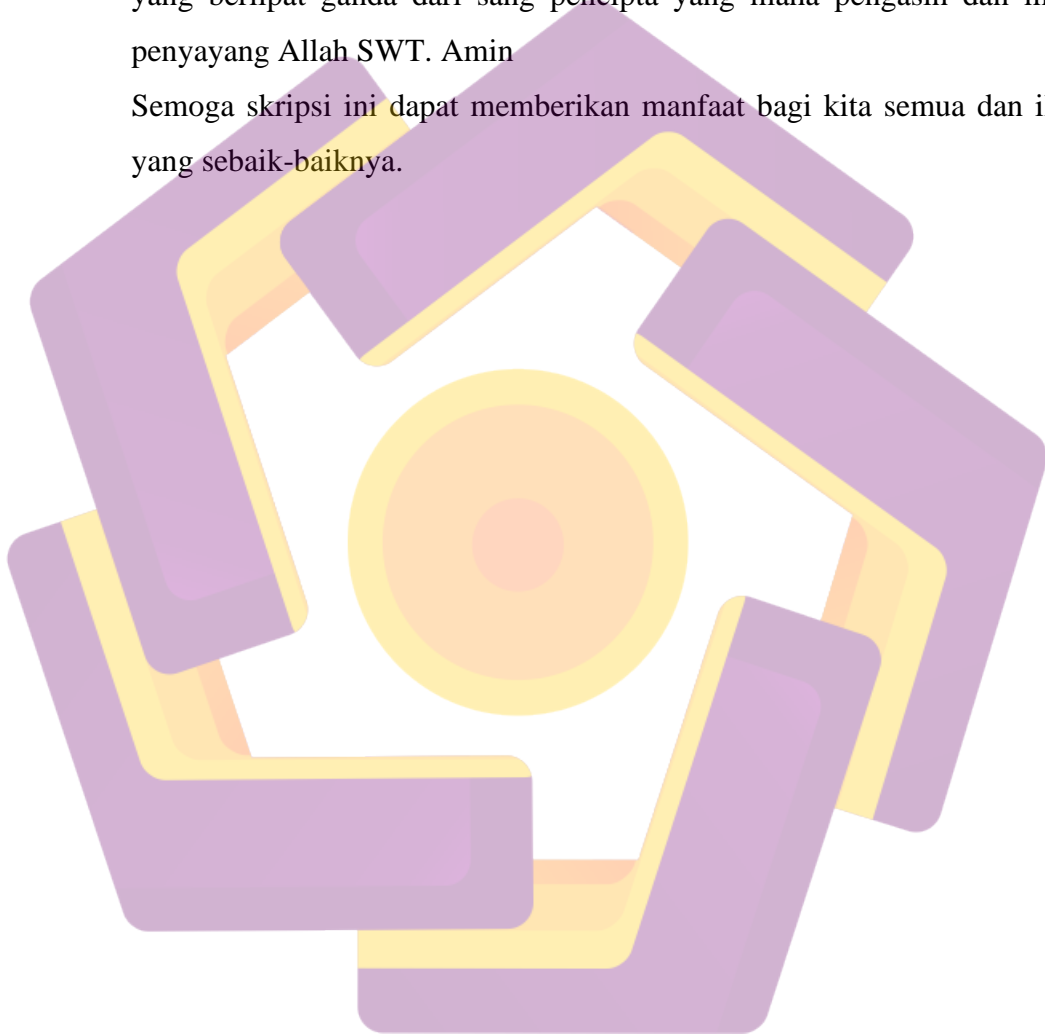 yang berlipat ganda dari sang pencipta yang maha pengasih dan
penyayang Allah SWT. Amin
Semoga skripsi ini dapat memberikan manfaat bagi kita semua dan
yang sebaik-baiknya.